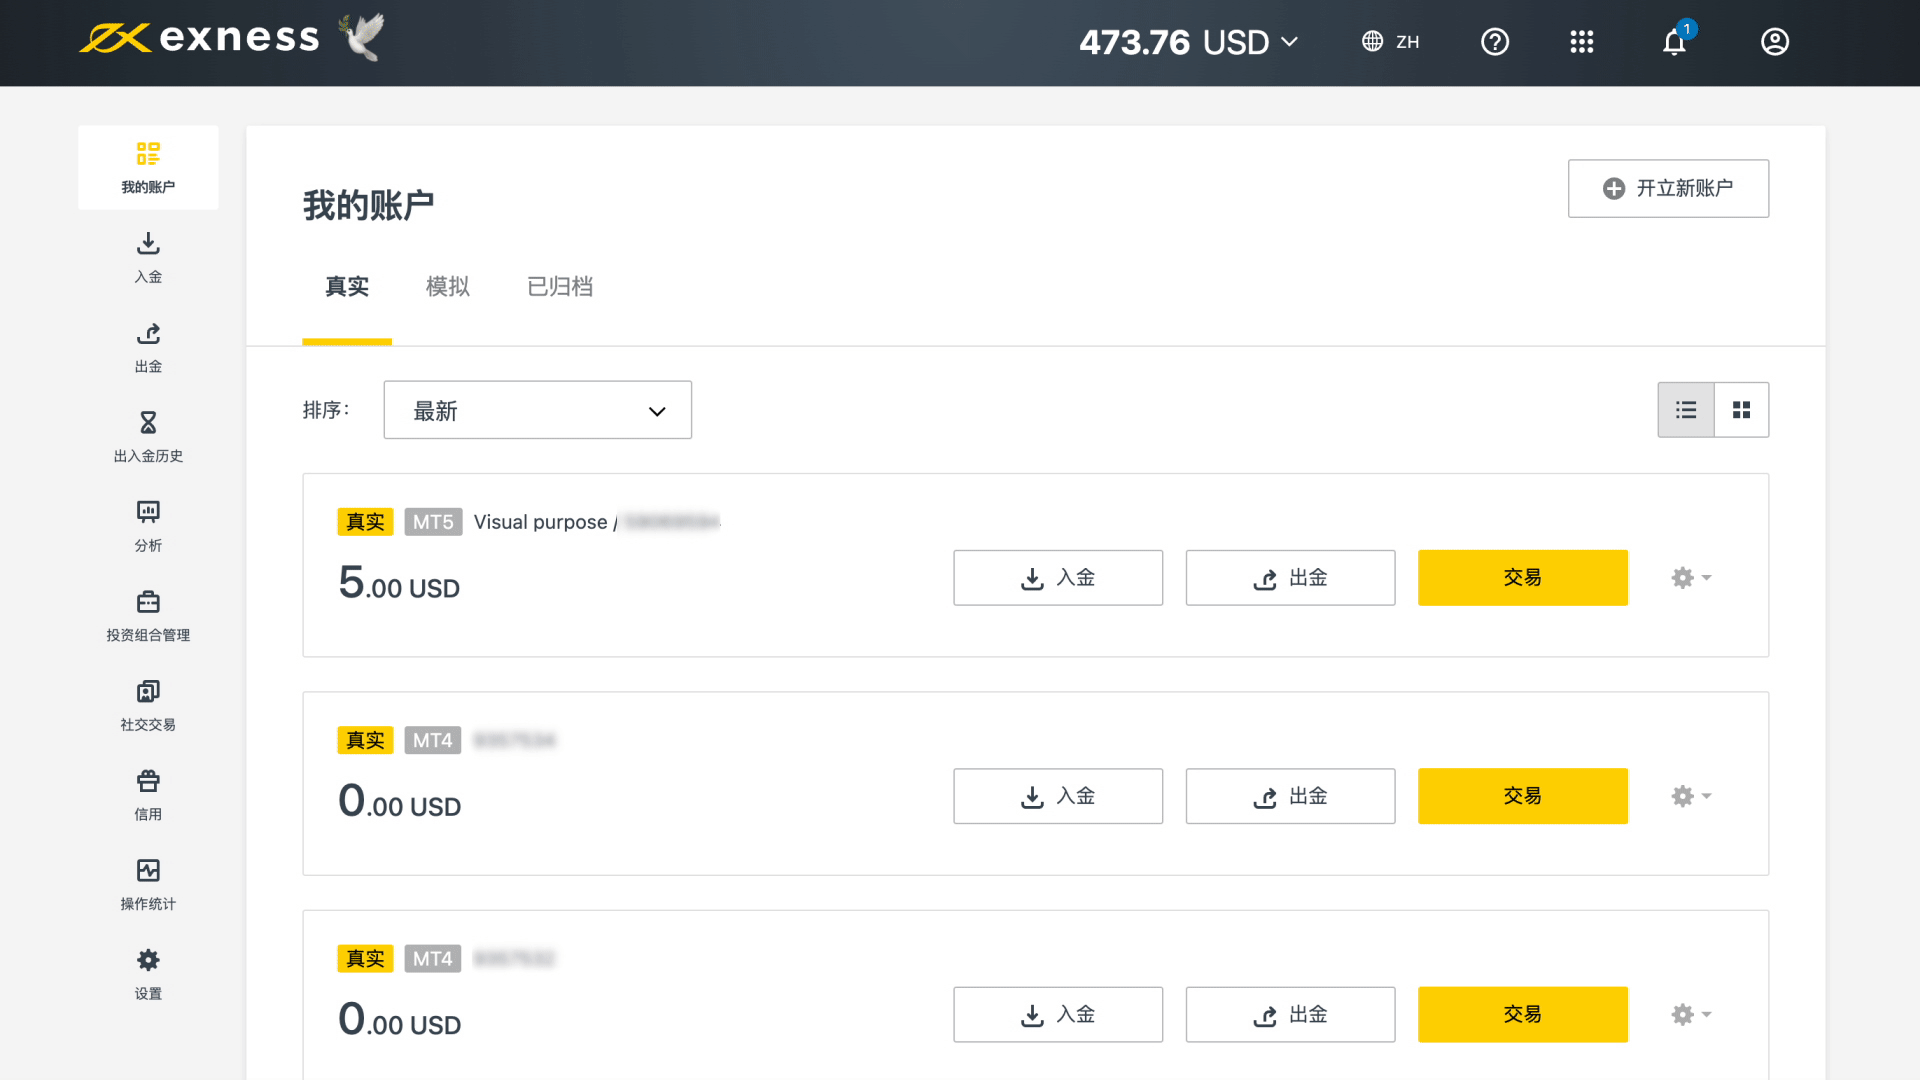 exness
473.76 USD
ZH
1
我的账户
入金
出金
出入金历史
分析
投资组合管理
社交交易
信用
操作统计
设置
我的账户
开立新账户
真实 模拟 已归档
排序： 最新
真实 MT5 Visual purpose /
5.00 USD
入金 出金 交易
真实 MT4
0.00 USD
入金 出金 交易
真实 MT4
0.00 USD
入金 出金 交易